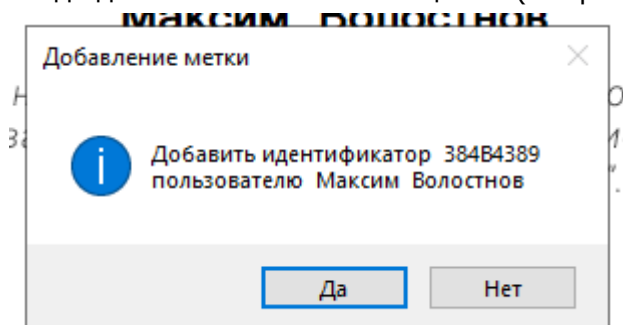 Максим Волостнов
Добавление метки
Добавить идентификатор 384B4389
пользователю Максим Волостнов
Да
Нет